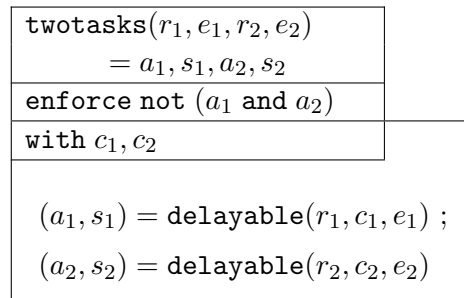 twotasks(r₁, e₁, r₂, e₂)
= a₁, s₁, a₂, s₂
enforce not (a₁ and a₂)
with c₁, c₂
(a₁, s₁) = delayable(r₁, c₁, e₁) ;
(a₂, s₂) = delayable(r₂, c₂, e₂)